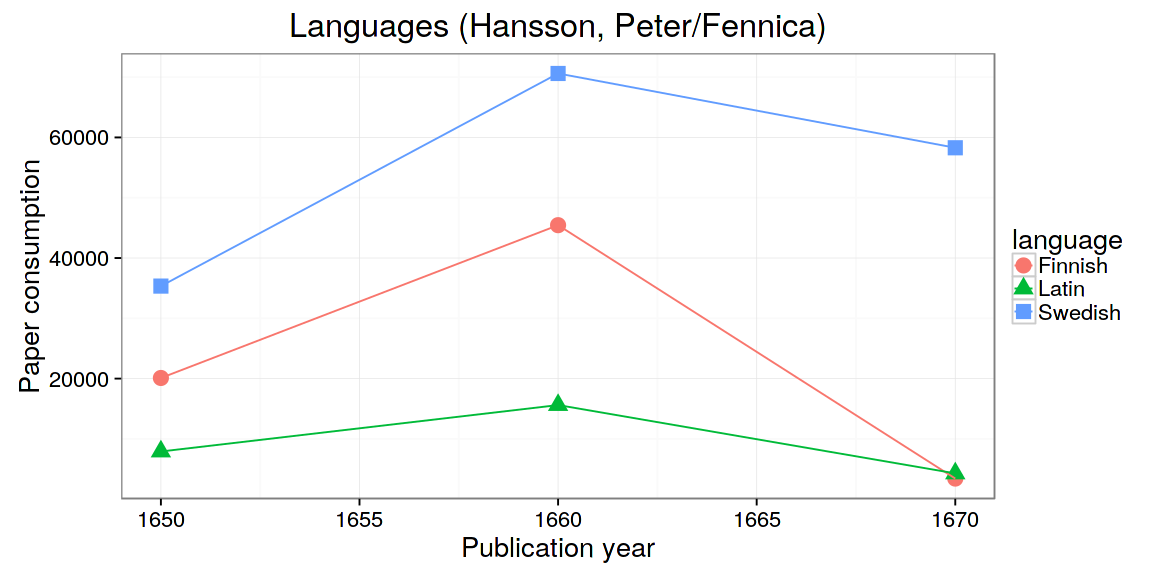 Languages (Hansson, Peter/Fennica)
Paper consumption
60000
40000
20000
1650 1655 1660 1665 1670
Publication year
language
Finnish
Latin
Swedish